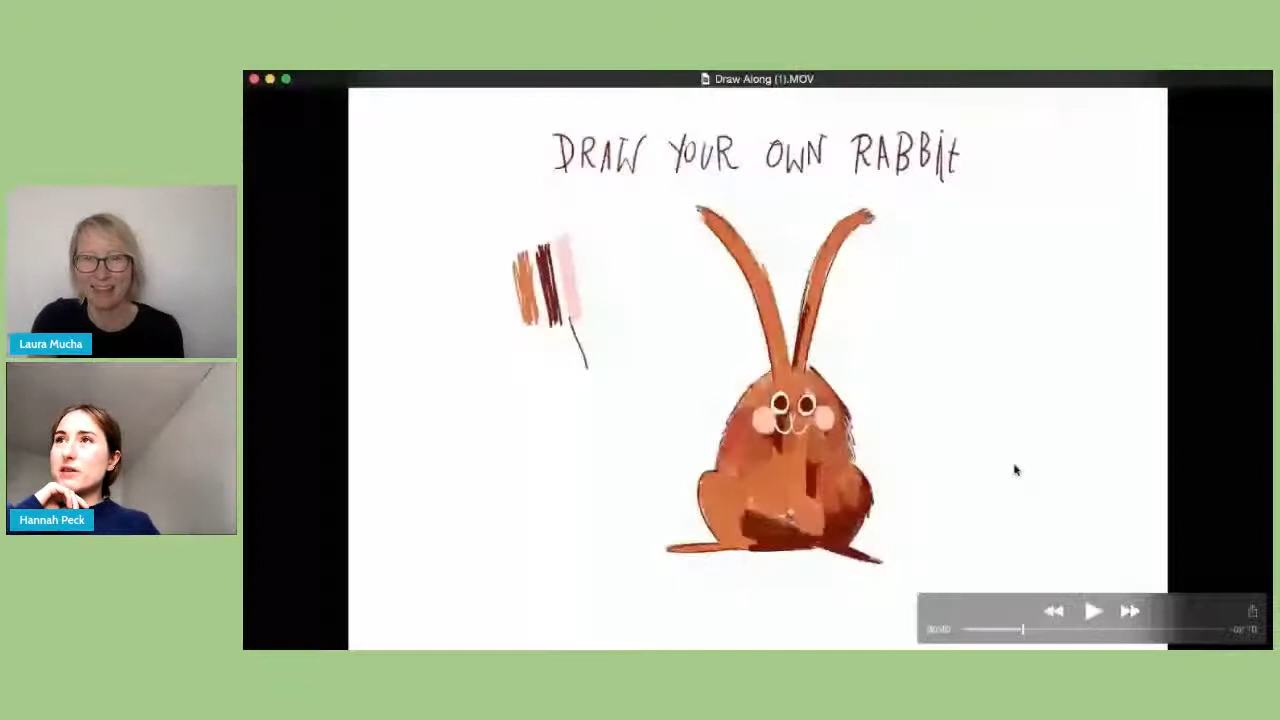 Draw Along (1).MOV
DRAW YOUR OWN RABBIt
Laura Mucha
Hannah Peck